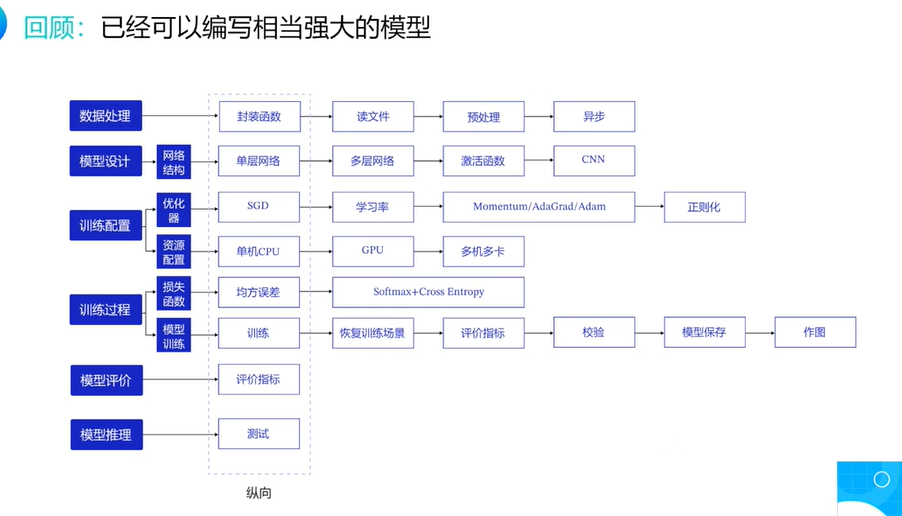 回顾：已经可以编写相当强大的模型
数据处理
封装函数
读文件
预处理
异步
模型设计
网络
结构
单层网络
多层网络
激活函数
CNN
训练配置
优化
器
SGD
学习率
Momentum/AdaGrad/Adam
正则化
资源
配置
单机CPU
GPU
多机多卡
训练过程
损失
函数
均方误差
Softmax+Cross Entropy
模型
训练
训练
恢复训练场景
评价指标
校验
模型保存
作图
模型评价
评价指标
模型推理
测试
纵向